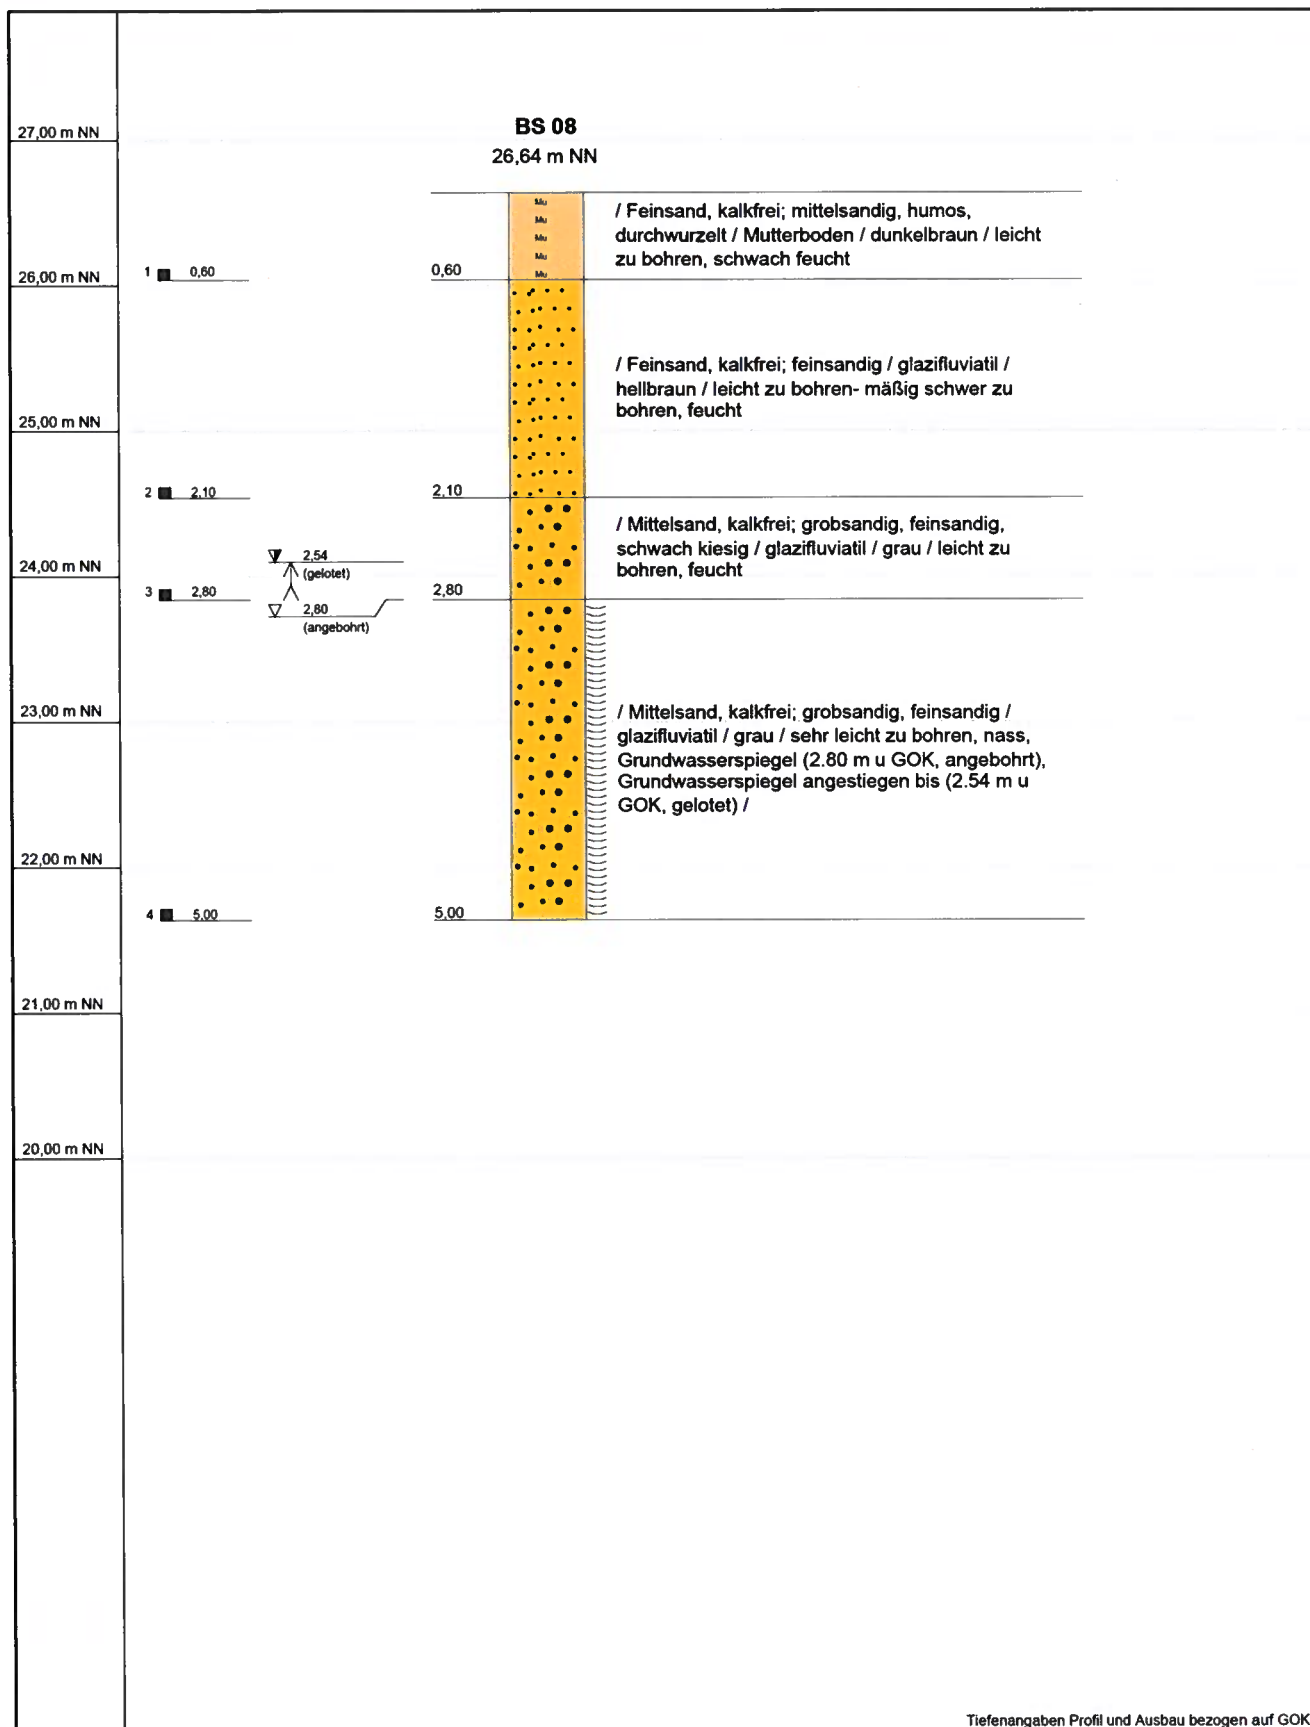 BS 08
26,64 m NN
27,00 m NN
26,00 m NN
25,00 m NN
24,00 m NN
23,00 m NN
22,00 m NN
21,00 m NN
20,00 m NN
1 0,60
2 2,10
3 2,80
4 5,00
2,54
(gelotet)
2,80
(angebohrt)
0,60
2,10
2,80
5,00
Mu
Mu
Mu
Mu
Mu
/ Feinsand, kalkfrei; mittelsandig, humos,
durchwurzelt / Mutterboden / dunkelbraun / leicht
zu bohren, schwach feucht
/ Feinsand, kalkfrei; feinsandig / glazifluviatil /
hellbraun / leicht zu bohren- mäßig schwer zu
bohren, feucht
/ Mittelsand, kalkfrei; grobsandig, feinsandig,
schwach kiesig / glazifluviatil / grau / leicht zu
bohren, feucht
/ Mittelsand, kalkfrei; grobsandig, feinsandig /
glazifluviatil / grau / sehr leicht zu bohren, nass,
Grundwasserspiegel (2.80 m u GOK, angebohrt),
Grundwasserspiegel angestiegen bis (2.54 m u
GOK, gelotet) /
Tiefenangaben Profil und Ausbau bezogen auf GOK